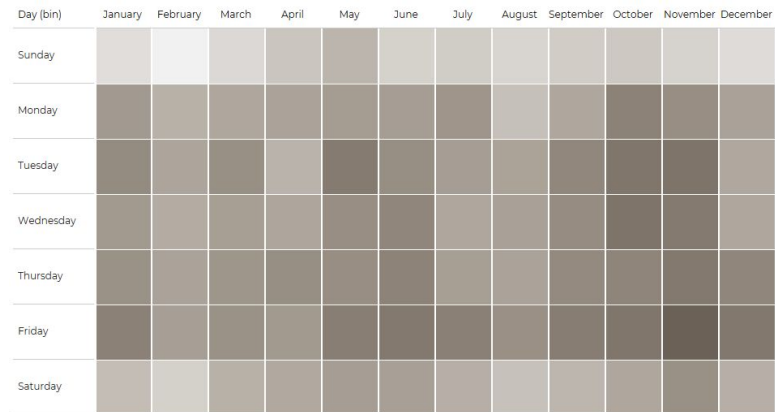 Day (bin) January February March April May June July August September October November December
Sunday
Monday
Tuesday
Wednesday
Thursday
Friday
Saturday